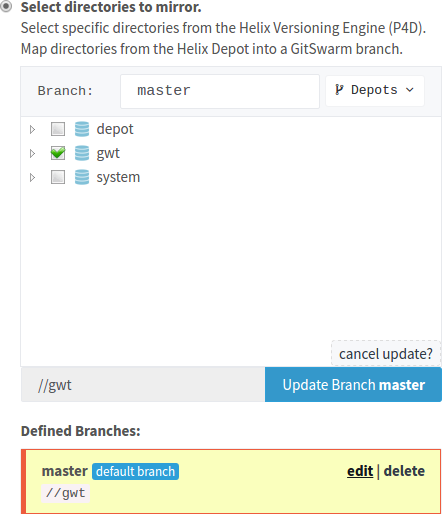 Select directories to mirror.
Select specific directories from the Helix Versioning Engine (P4D).
Map directories from the Helix Depot into a GitSwarm branch.
Branch: master Depots
depot
gwt
system
cancel update?
//gwt Update Branch master
Defined Branches:
master default branch edit | delete
//gwt